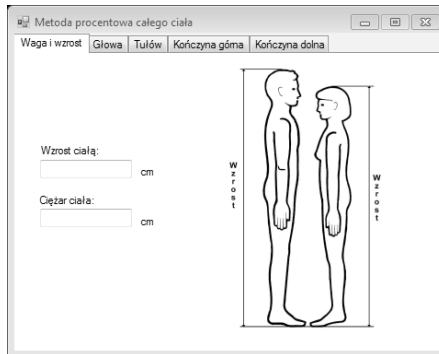 Metoda procentowa całego ciała
Waga i wzrost Głowa Tułów Kończyna górna Kończyna dolna
Wzrost ciałą:
cm
Ciężar ciała:
cm
Wzrost
Wzrost